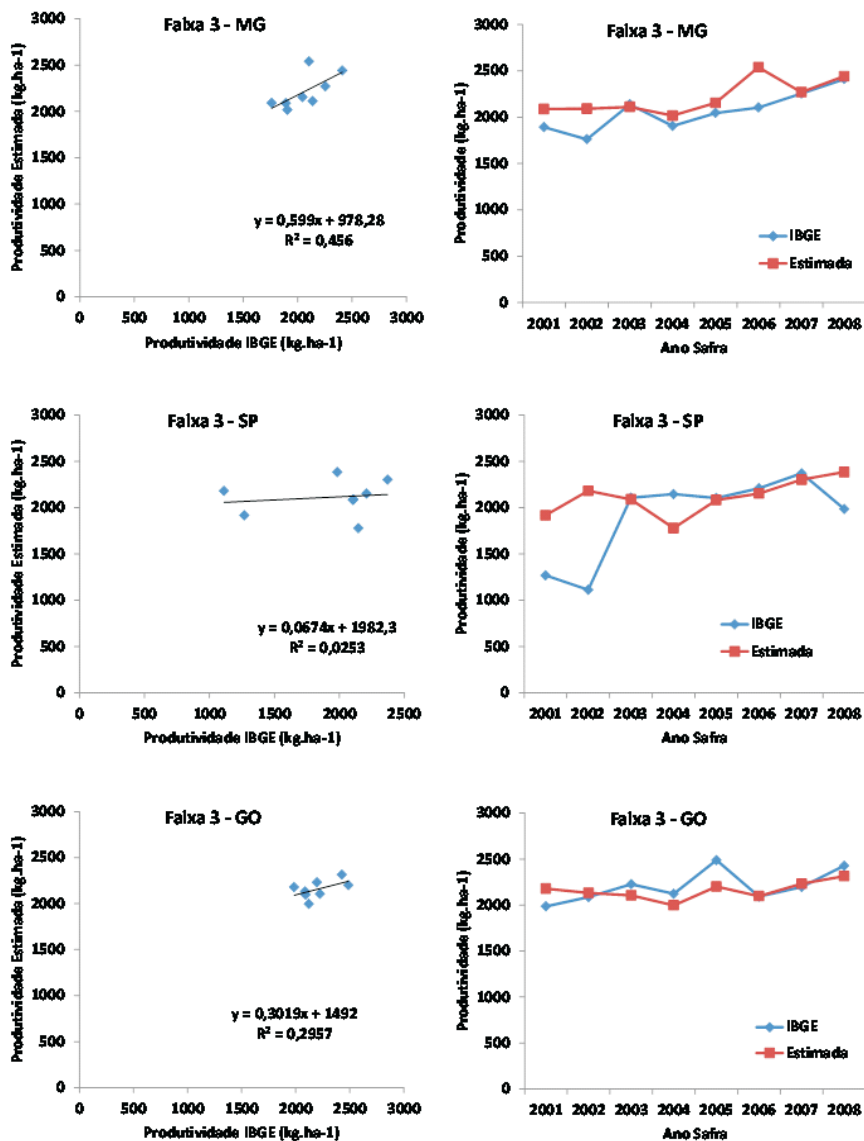 Faixa 3 - MG
Produtividade Estimada (kg.ha-1)
3000
2500
2000
1500
1000
500
0
y = 0,599x + 978,28
R² = 0,456
0 500 1000 1500 2000 2500 3000
Produtividade IBGE (kg.ha-1)
Faixa 3 - MG
Produtividade (kg.ha-1)
3000
2500
2000
1500
1000
500
0
IBGE
Estimada
2001 2002 2003 2004 2005 2006 2007 2008
Ano Safra
Faixa 3 - SP
Produtividade Estimada (kg.ha-1)
3000
2500
2000
1500
1000
500
0
y = 0,0674x + 1982,3
R² = 0,0253
0 500 1000 1500 2000 2500
Produtividade IBGE (kg.ha-1)
Faixa 3 - SP
Produtividade (kg.ha-1)
3000
2500
2000
1500
1000
500
0
IBGE
Estimada
2001 2002 2003 2004 2005 2006 2007 2008
Ano Safra
Faixa 3 - GO
Produtividade Estimada (kg.ha-1)
3000
2500
2000
1500
1000
500
0
y = 0,3019x + 1492
R² = 0,2957
0 500 1000 1500 2000 2500 3000
Produtividade IBGE (kg.ha-1)
Faixa 3 - GO
Produtividade (kg.ha-1)
3000
2500
2000
1500
1000
500
0
IBGE
Estimada
2001 2002 2003 2004 2005 2006 2007 2008
Ano Safra